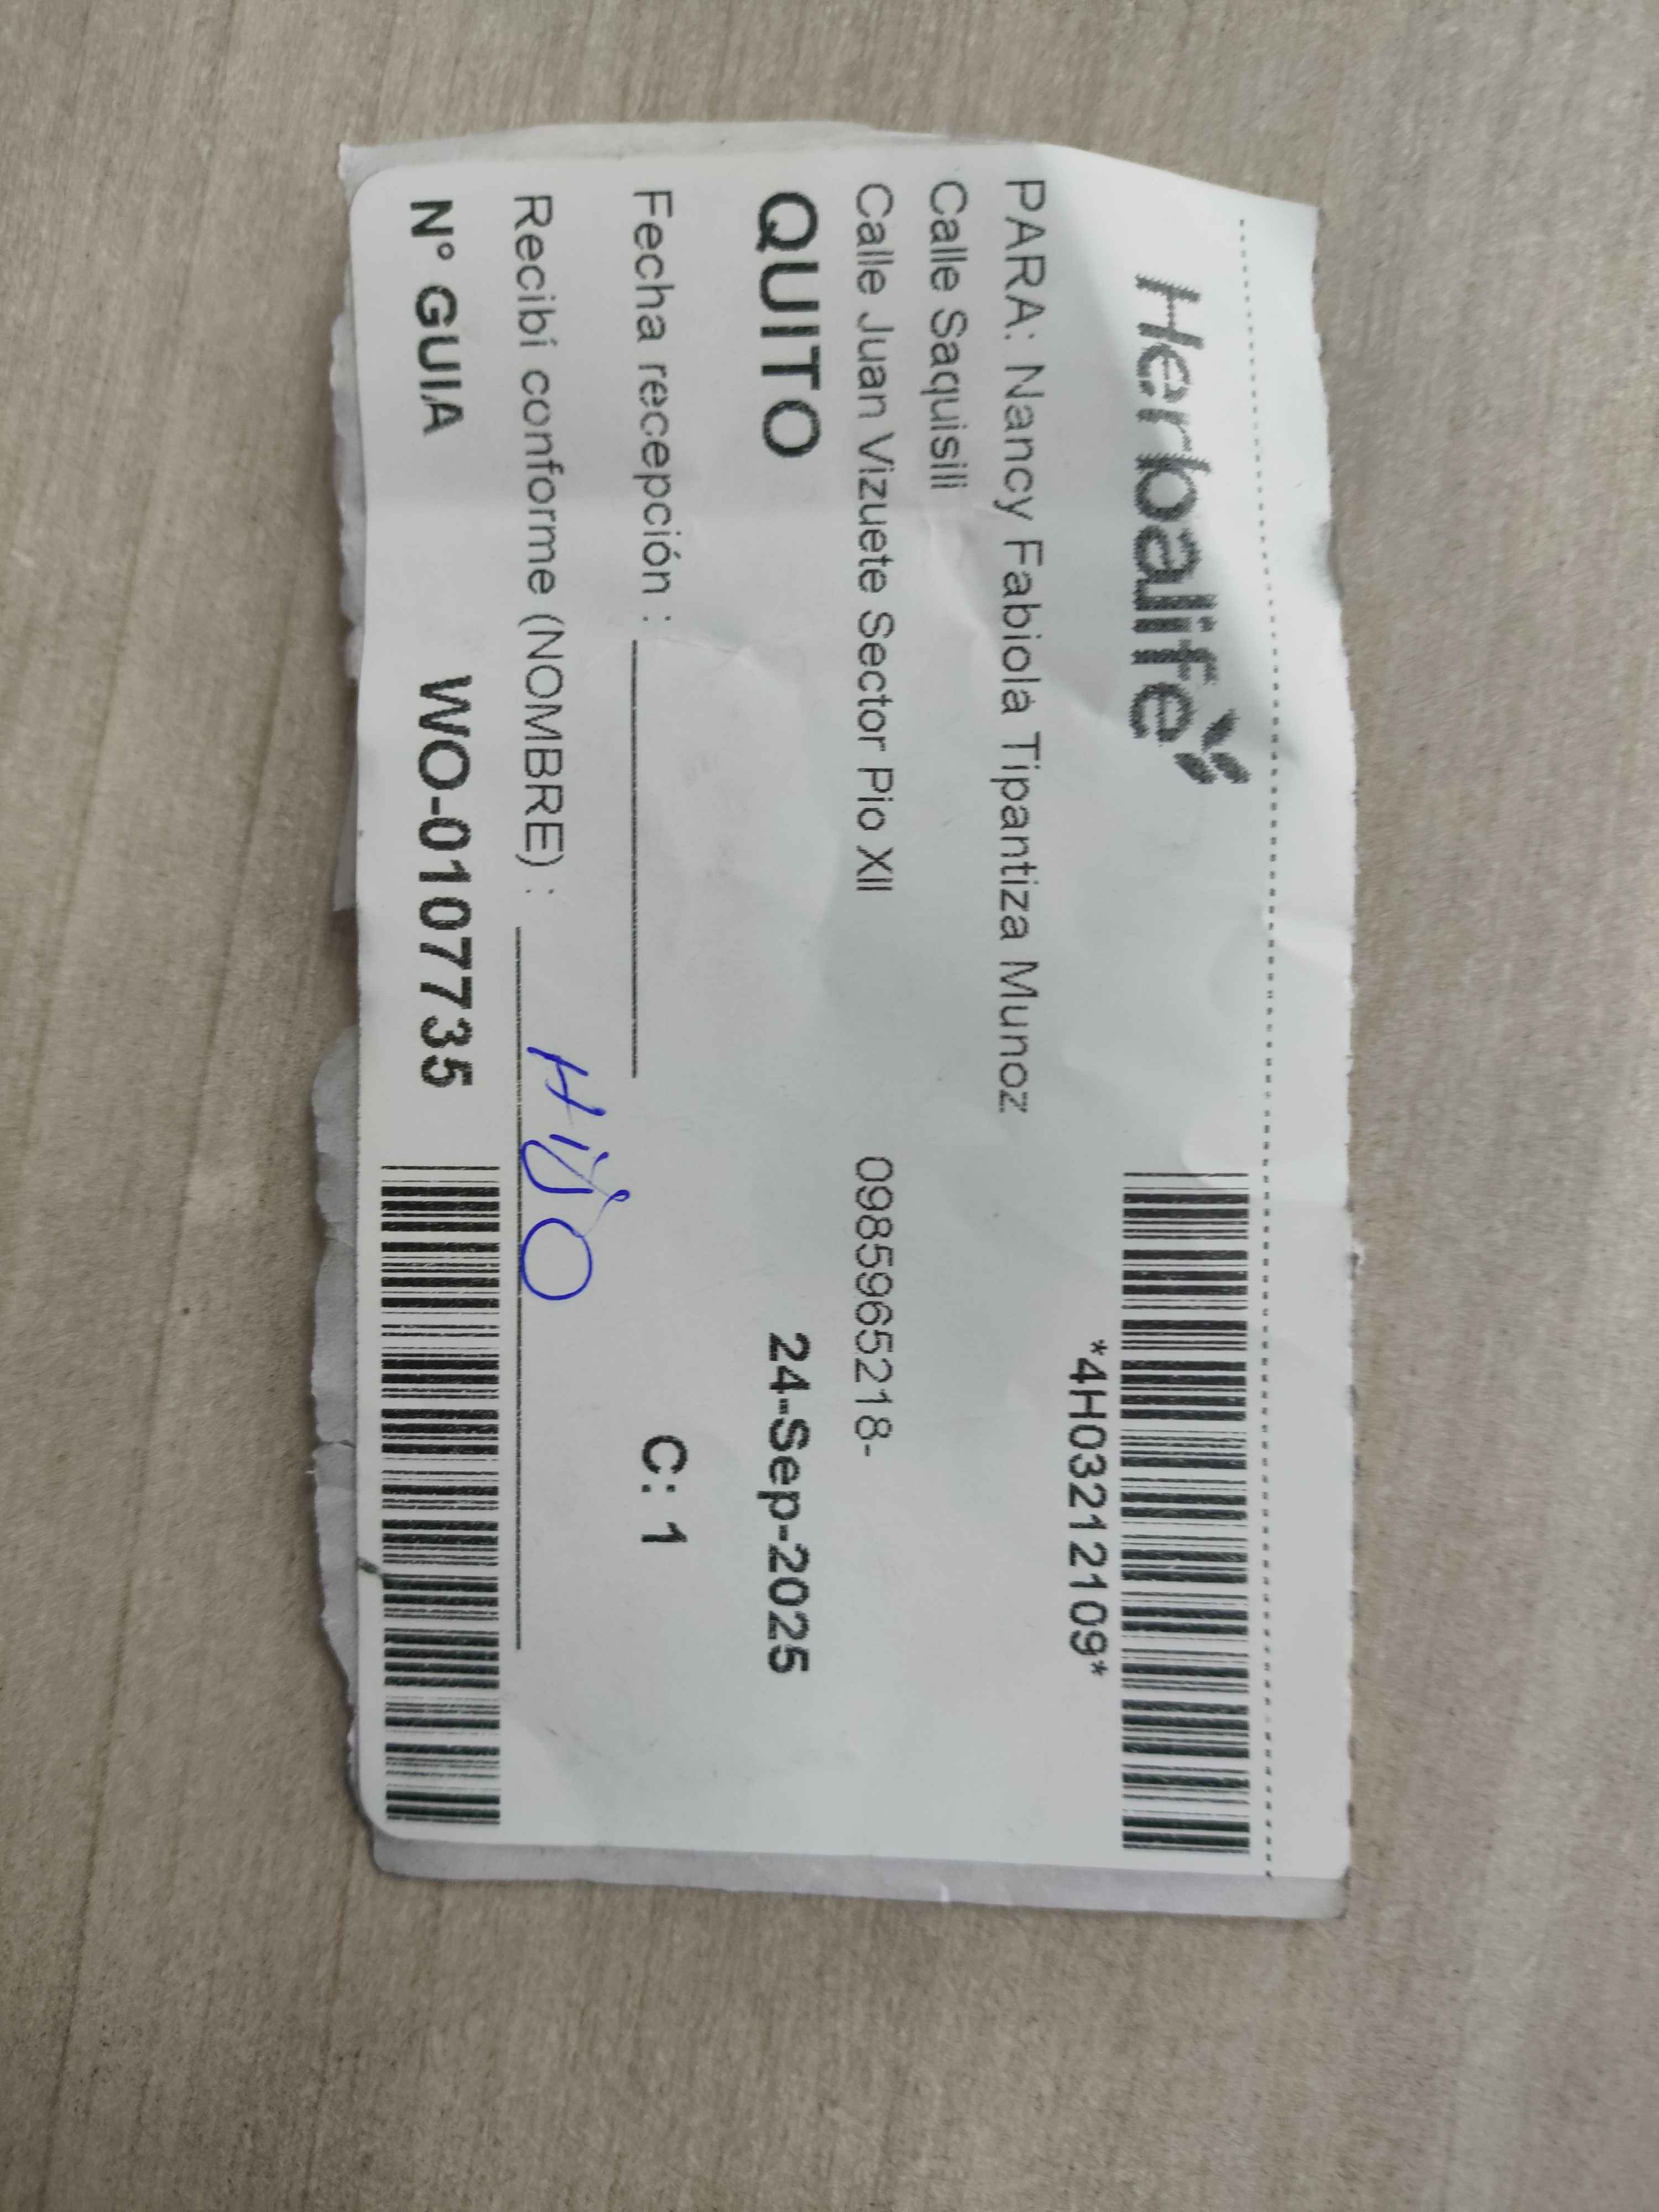 Herbalife
*4H03212109*
PARA: Nancy Fabiola Tipantiza Munoz
Calle Saquisili
Calle Juan Vizuete Sector Pio XII 0985965218-
QUITO 24-Sep-2025
Fecha recepción : C: 1
Recibí conforme (NOMBRE) : HIJO
N° GUIA WO-0107735